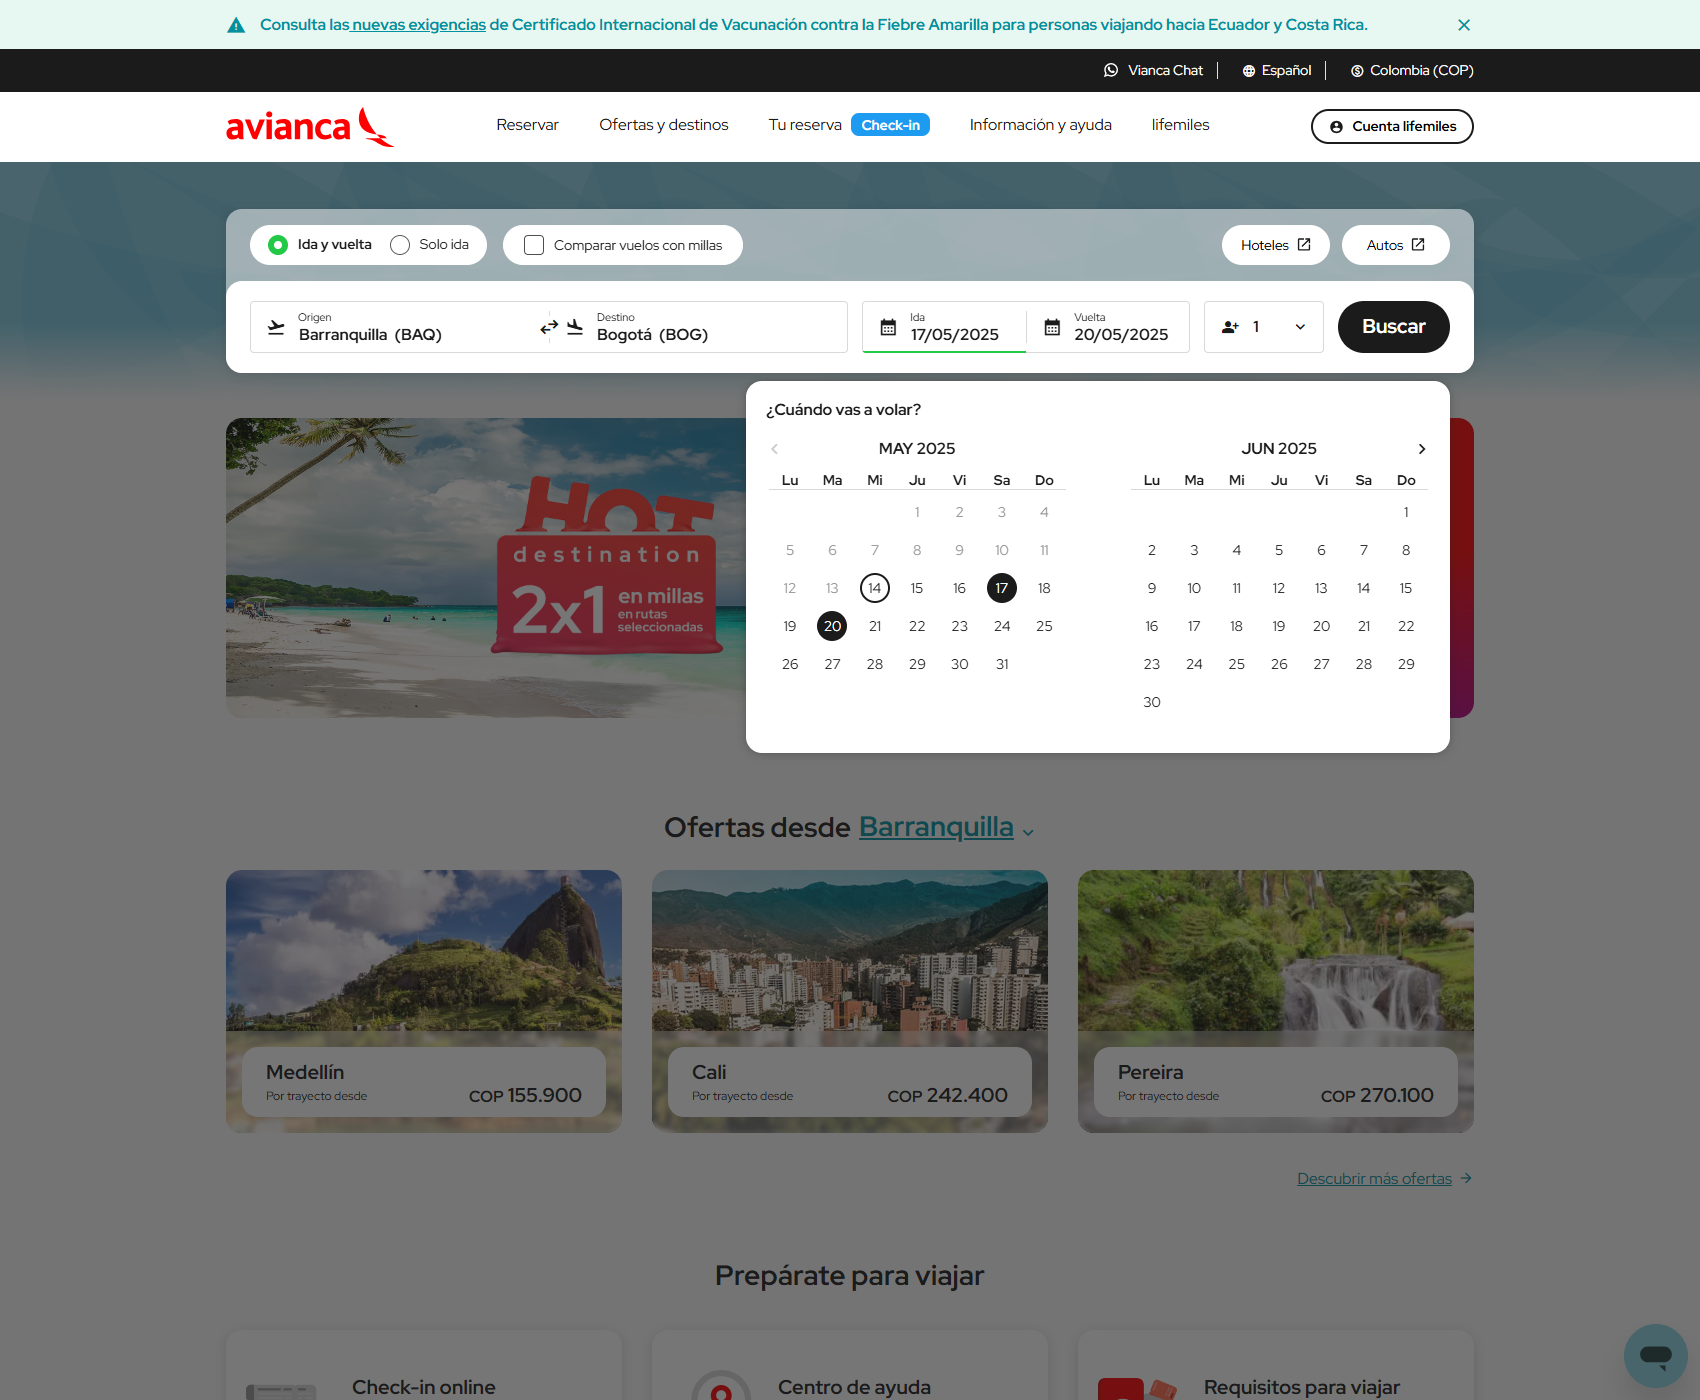 Consulta las nuevas exigencias de Certificado Internacional de Vacunación contra la Fiebre Amarilla para personas viajando hacia Ecuador y Costa Rica.
Vianca Chat
Español
Colombia (COP)
avianca
Reservar
Ofertas y destinos
Tu reserva
Check-in
Información y ayuda
lifemiles
Cuenta lifemiles
Ida y vuelta
Solo ida
Comparar vuelos con millas
Hoteles
Autos
Origen
Barranquilla (BAQ)
Destino
Bogotá (BOG)
Ida
17/05/2025
Vuelta
20/05/2025
1
Buscar
¿Cuándo vas a volar?
MAY 2025
Lu Ma Mi Ju Vi Sa Do
1 2 3 4
5 6 7 8 9 10 11
12 13 14 15 16 17 18
19 20 21 22 23 24 25
26 27 28 29 30 31
JUN 2025
Lu Ma Mi Ju Vi Sa Do
1
2 3 4 5 6 7 8
9 10 11 12 13 14 15
16 17 18 19 20 21 22
23 24 25 26 27 28 29
30
HOT
destination
2x1 en millas
en rutas
seleccionadas
Ofertas desde Barranquilla
Medellín
Por trayecto desde
COP 155.900
Cali
Por trayecto desde
COP 242.400
Pereira
Por trayecto desde
COP 270.100
Descubrir más ofertas
Prepárate para viajar
Check-in online
Centro de ayuda
Requisitos para viajar